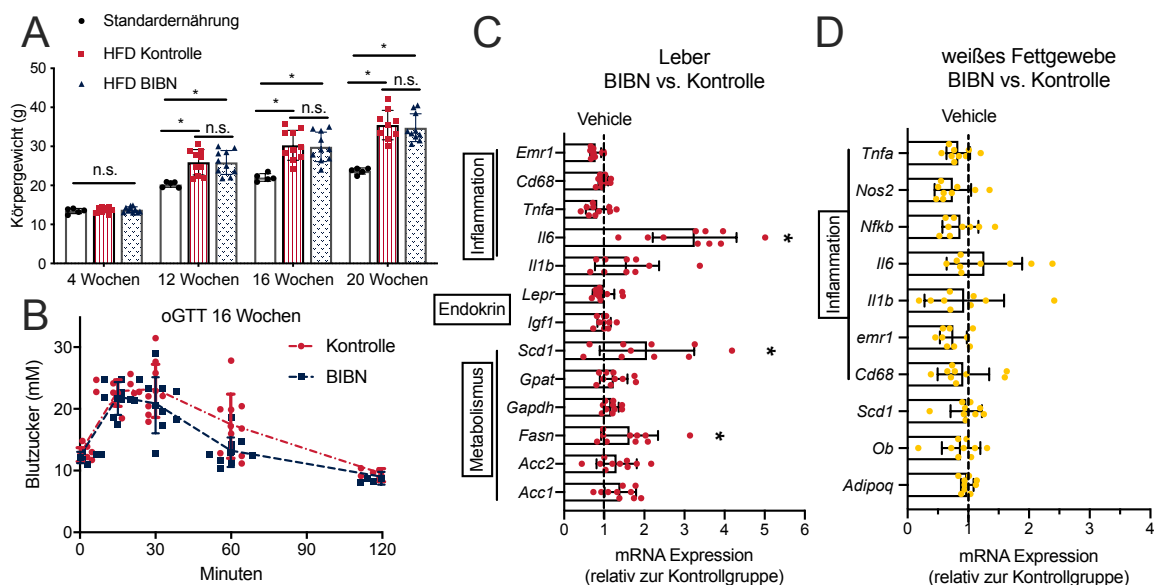 A
Standardernährung
HFD Kontrolle
HFD BIBN
Körpergewicht (g)
50
40
30
20
10
0
n.s.
*
*
n.s.
*
*
n.s.
*
*
n.s.
4 Wochen
12 Wochen
16 Wochen
20 Wochen
B
oGTT 16 Wochen
Kontrolle
BIBN
Blutzucker (mM)
30
20
10
0
0
30
60
90
120
Minuten
C
Leber
BIBN vs. Kontrolle
Vehicle
Inflammation
Emr1
Cd68
Tnfa
Il6
*
Il1b
Endokrin
Lepr
Igf1
Metabolismus
Scd1
*
Gpat
Gapdh
Fasn
*
Acc2
Acc1
0
1
2
3
4
5
6
mRNA Expression
(relativ zur Kontrollgruppe)
D
weißes Fettgewebe
BIBN vs. Kontrolle
Vehicle
Inflammation
Tnfa
Nos2
Nfkb
Il6
Il1b
emr1
Cd68
Scd1
Ob
Adipoq
0
1
2
3
4
mRNA Expression
(relativ zur Kontrollgruppe)